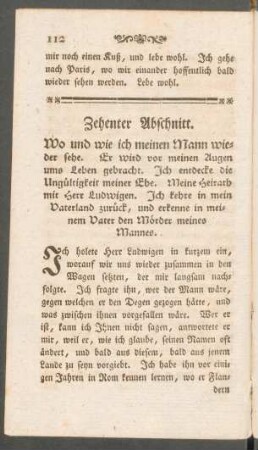 112
mir noch einen Kuß, und lebe wohl. Ich gehe
nach Paris, wo wir einander hoffentlich bald
wieder sehen werden. Lebe wohl.
Zehenter Abschnitt.
Wo und wie ich meinen Mann wie-
der sehe. Er wird vor meinen Augen
ums Leben gebracht. Ich entdecke die
Ungültigkeit meiner Ehe. Meine Heirath
mit Herr Ludwigen. Ich kehre in mein
Vaterland zurück, und erkenne in mei-
nem Vater den Mörder meines
Mannes.
Ich holete Herr Ludwigen in kurzem ein,
worauf wir uns wieder zusammen in den
Wagen setzten, der mir langsam nach-
folgte. Ich fragte ihn, wer der Mann wäre,
gegen welchen er den Degen gezogen hätte, und
was zwischen ihnen vorgefallen wäre. Wer er
ist, kann ich Ihnen nicht sagen, antwortete er
mir, weil er, wie ich glaube, seinen Namen oft
ändert, und bald aus diesem, bald aus jenem
Lande zu seyn vorgiebt. Ich habe ihn vor eini-
gen Jahren in Rom kennen lernen, wo er Flan-
dern